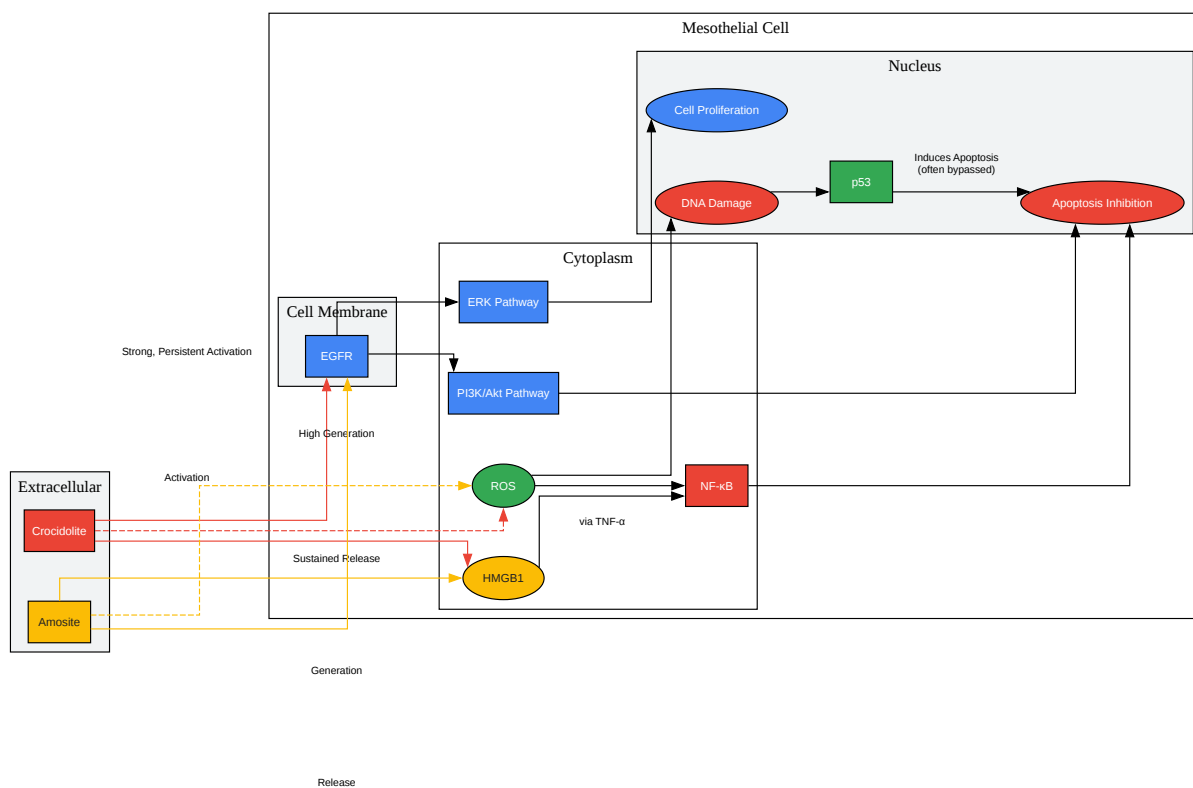 Mesothelial Cell
Nucleus
Cell Proliferation
Induces Apoptosis
(often bypassed)
p53
DNA Damage
Apoptosis Inhibition
Cytoplasm
ERK Pathway
Cell Membrane
EGFR
Strong, Persistent Activation
PI3K/Akt Pathway
High Generation
Activation
Extracellular
ROS
NF-κB
via TNF-α
Crocidolite
Sustained Release
HMGB1
Amosite
Generation
Release